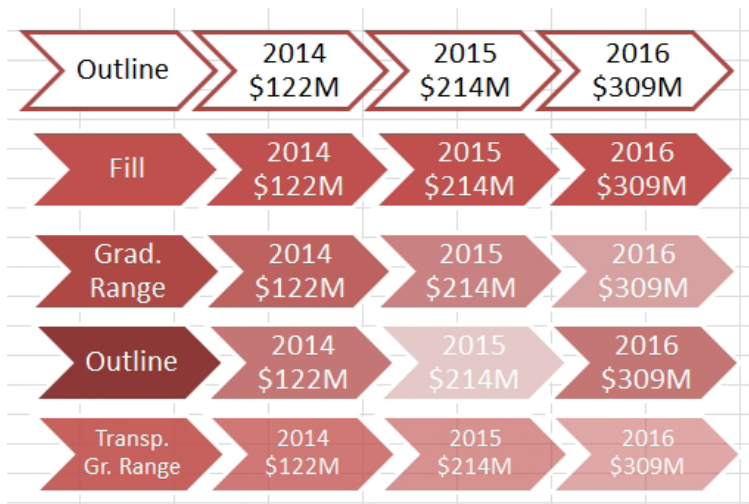 Outline
2014
$122M
2015
$214M
2016
$309M
Fill
2014
$122M
2015
$214M
2016
$309M
Grad.
Range
2014
$122M
2015
$214M
2016
$309M
Outline
2014
$122M
2015
$214M
2016
$309M
Transp.
Gr. Range
2014
$122M
2015
$214M
2016
$309M